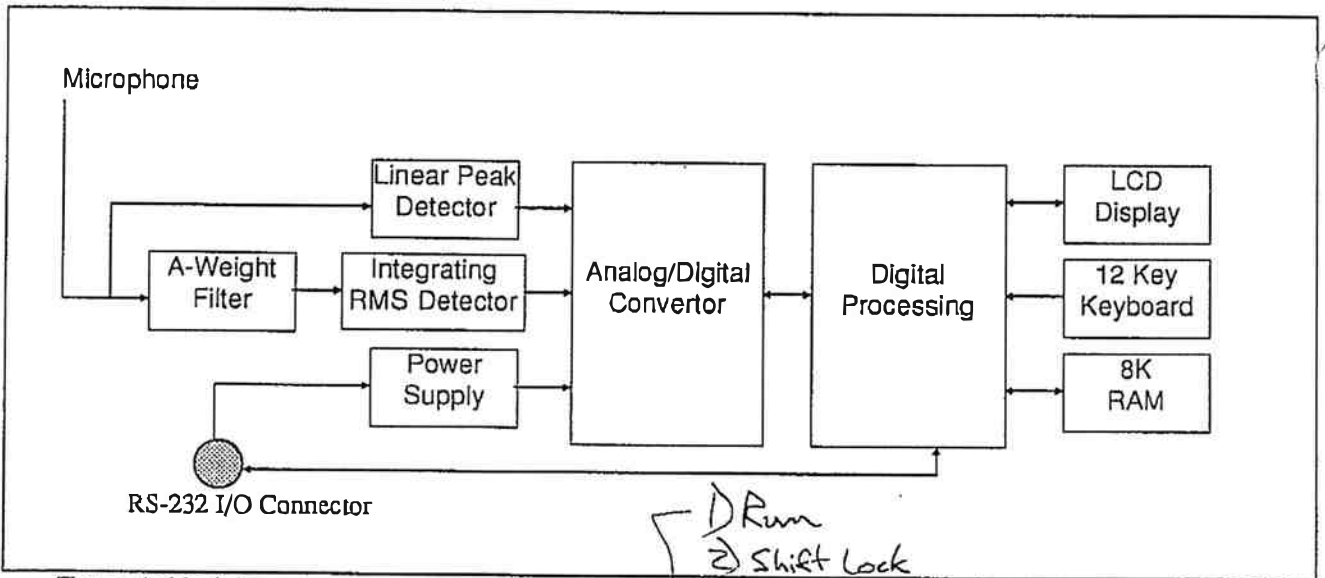 Microphone
Linear Peak
Detector
A-Weight
Filter
Integrating
RMS Detector
Power
Supply
Analog/Digital
Convertor
Digital
Processing
LCD
Display
12 Key
Keyboard
8K
RAM
RS-232 I/O Connector
1) Run
2) Shift Lock